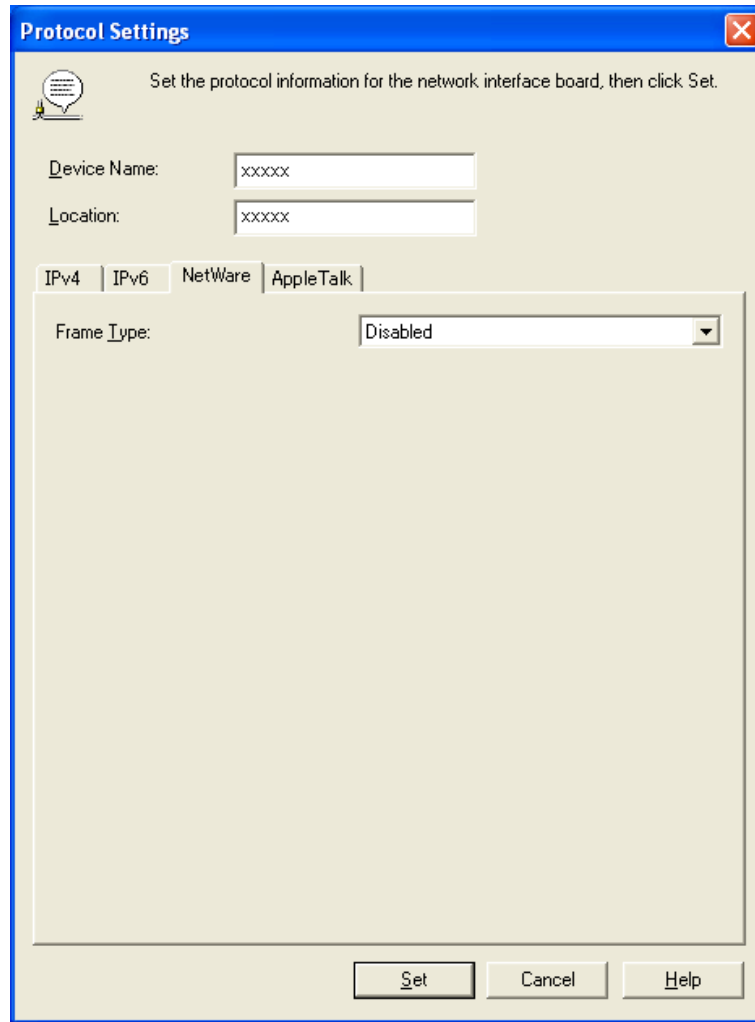 Protocol Settings
Set the protocol information for the network interface board, then click Set.
Device Name: xxxxx
Location: xxxxx
IPv4 IPv6 NetWare AppleTalk
Frame Type: Disabled
Set Cancel Help